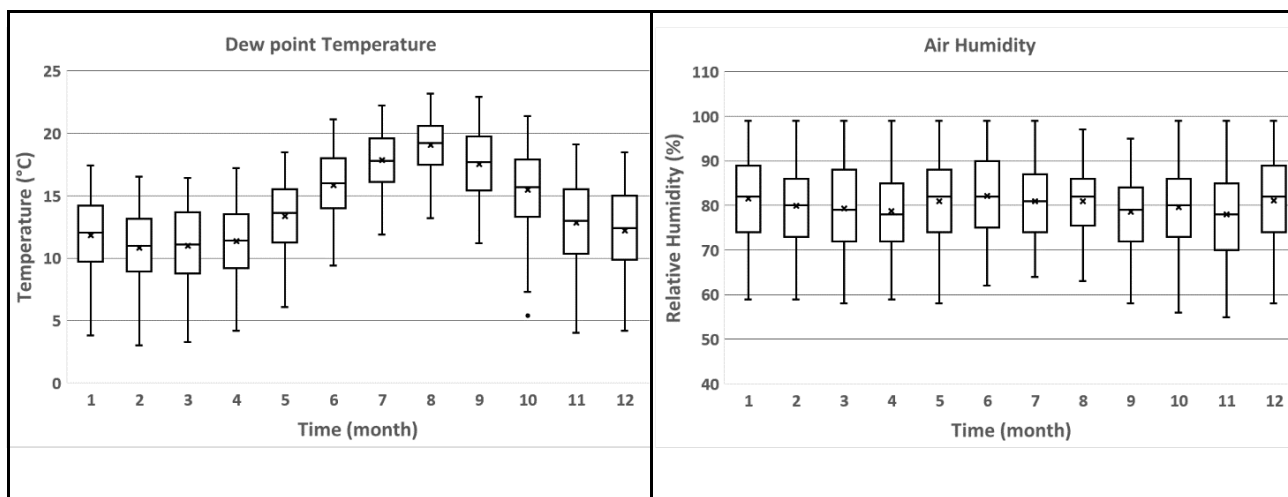 Dew point Temperature
25
20
15
10
5
0
Temperature (°C)
1 2 3 4 5 6 7 8 9 10 11 12
Time (month)
Air Humidity
110
100
90
80
70
60
50
40
Relative Humidity (%)
1 2 3 4 5 6 7 8 9 10 11 12
Time (month)